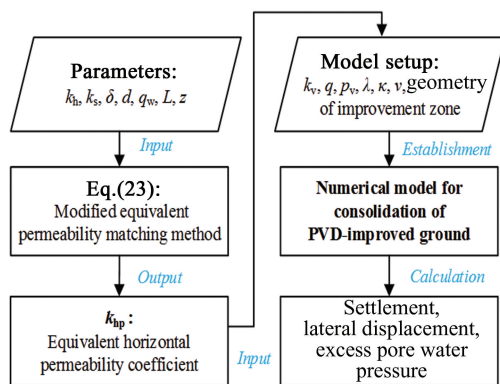 Parameters:
kh, ks, δ, d, qw, L, z
Input
Eq.(23):
Modified equivalent
permeability matching method
Output
khp :
Equivalent horizontal
permeability coefficient
Input
Model setup:
kv, q, pv, λ, κ, ν,geometry
of improvement zone
Establishment
Numerical model for
consolidation of
PVD-improved ground
Calculation
Settlement,
lateral displacement,
excess pore water
pressure